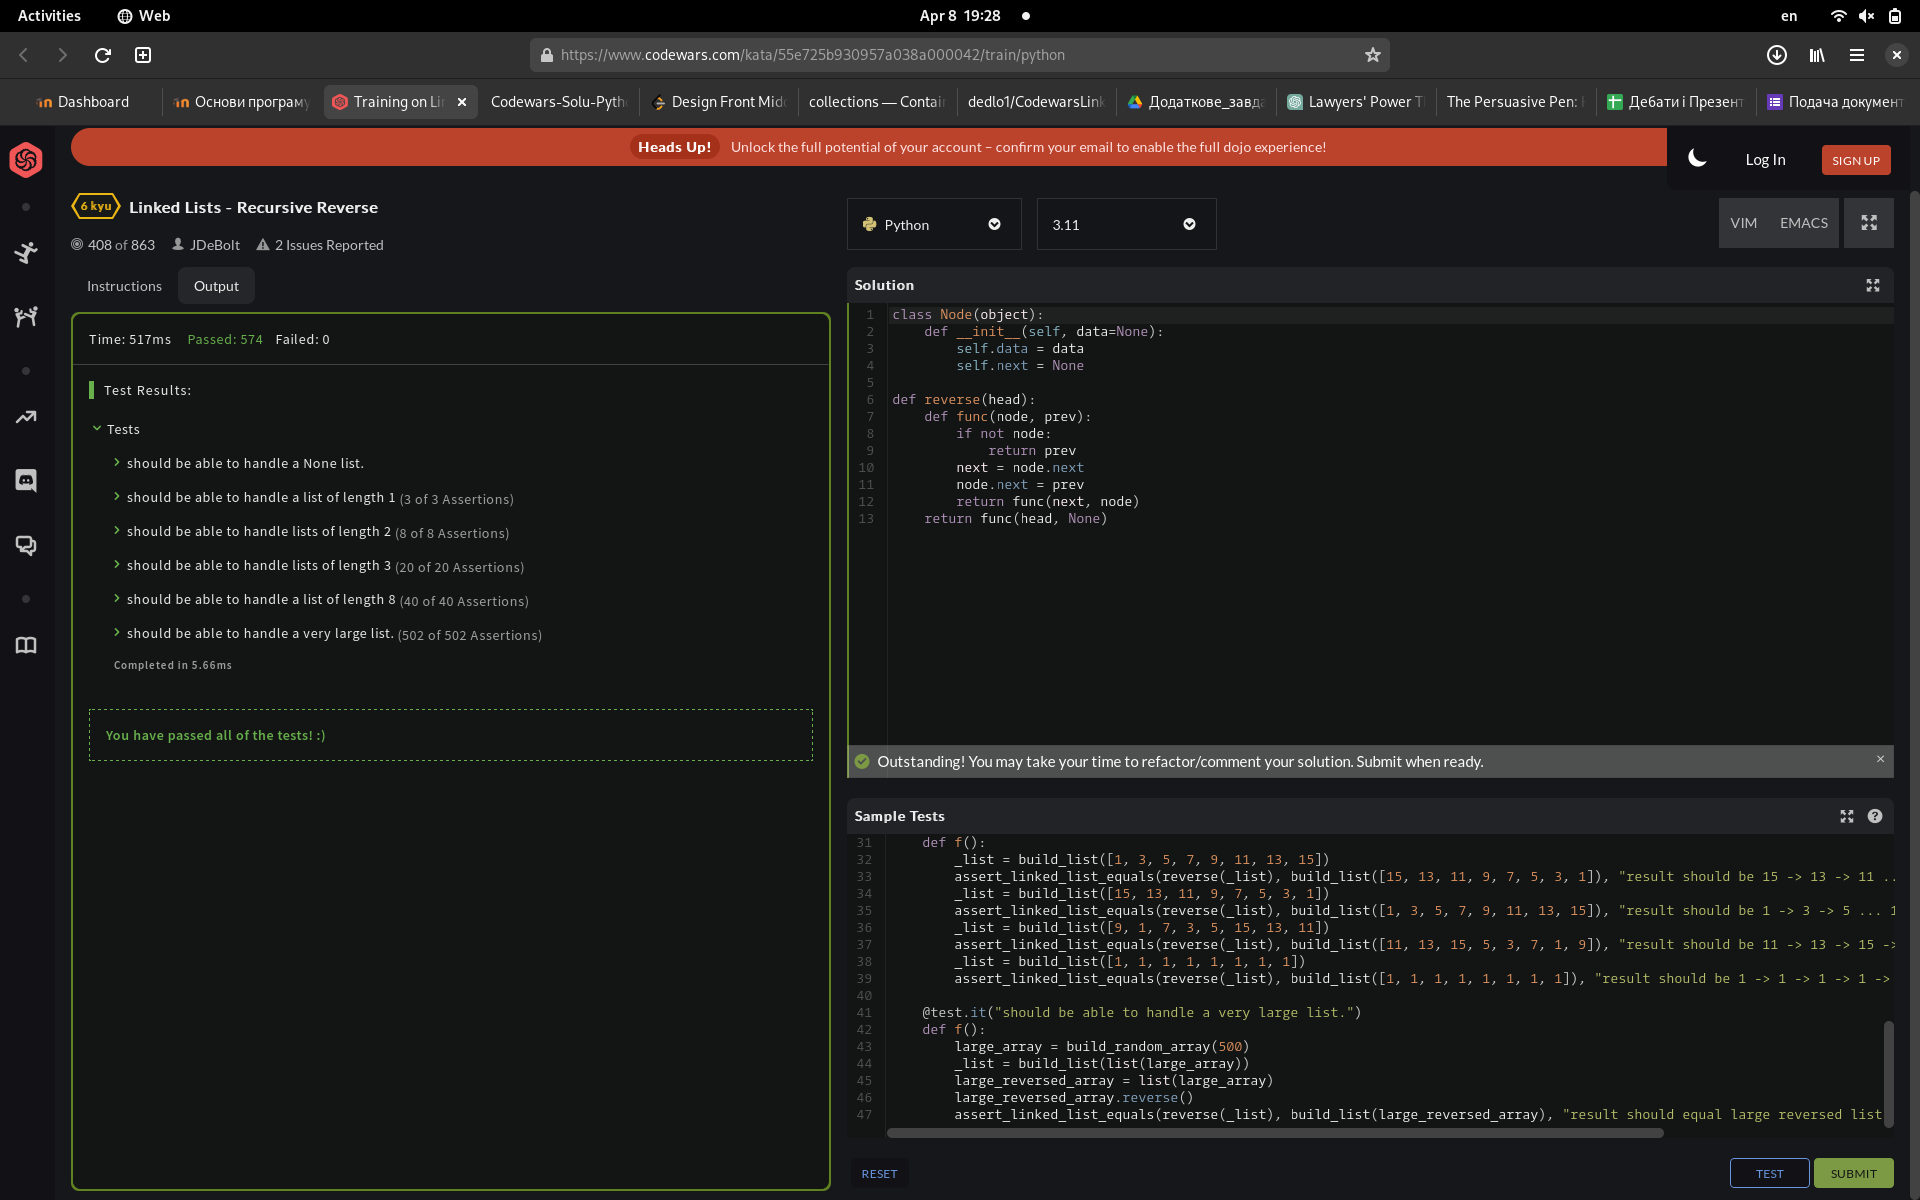 Activities Web Apr 8 19:28 en
https://www.codewars.com/kata/55e725b930957a038a000042/train/python
Dashboard Основи програму Training on Li Codewars-Solu-Pyth Design Front Mid collections — Contai dedlo1/CodewarsLink Додаткове_завд Lawyers' Power T The Persuasive Pen: Дебати і Презент Подача документ
Heads Up! Unlock the full potential of your account – confirm your email to enable the full dojo experience!
Log In SIGN UP
6 kyu Linked Lists - Recursive Reverse
408 of 863 JDeBolt 2 Issues Reported
Instructions Output
Time: 517ms Passed: 574 Failed: 0
Test Results:
Tests
should be able to handle a None list.
should be able to handle a list of length 1 (3 of 3 Assertions)
should be able to handle lists of length 2 (8 of 8 Assertions)
should be able to handle lists of length 3 (20 of 20 Assertions)
should be able to handle a list of length 8 (40 of 40 Assertions)
should be able to handle a very large list. (502 of 502 Assertions)
Completed in 5.66ms
You have passed all of the tests! :)
Python 3.11 VIM EMACS
Solution
1 class Node(object):
2     def __init__(self, data=None):
3         self.data = data
4         self.next = None
5
6 def reverse(head):
7     def func(node, prev):
8         if not node:
9             return prev
10         next = node.next
11         node.next = prev
12         return func(next, node)
13     return func(head, None)
Outstanding! You may take your time to refactor/comment your solution. Submit when ready. ×
Sample Tests
31     def f():
32         _list = build_list([1, 3, 5, 7, 9, 11, 13, 15])
33         assert_linked_list_equals(reverse(_list), build_list([15, 13, 11, 9, 7, 5, 3, 1]), "result should be 15 -> 13 -> 11 ..
34         _list = build_list([15, 13, 11, 9, 7, 5, 3, 1])
35         assert_linked_list_equals(reverse(_list), build_list([1, 3, 5, 7, 9, 11, 13, 15]), "result should be 1 -> 3 -> 5 ... 1
36         _list = build_list([9, 1, 7, 3, 5, 15, 13, 11])
37         assert_linked_list_equals(reverse(_list), build_list([11, 13, 15, 5, 3, 7, 1, 9]), "result should be 11 -> 13 -> 15 ->
38         _list = build_list([1, 1, 1, 1, 1, 1, 1, 1])
39         assert_linked_list_equals(reverse(_list), build_list([1, 1, 1, 1, 1, 1, 1, 1]), "result should be 1 -> 1 -> 1 -> 1 ->
40
41     @test.it("should be able to handle a very large list.")
42     def f():
43         large_array = build_random_array(500)
44         _list = build_list(list(large_array))
45         large_reversed_array = list(large_array)
46         large_reversed_array.reverse()
47         assert_linked_list_equals(reverse(_list), build_list(large_reversed_array), "result should equal large reversed list
RESET TEST SUBMIT